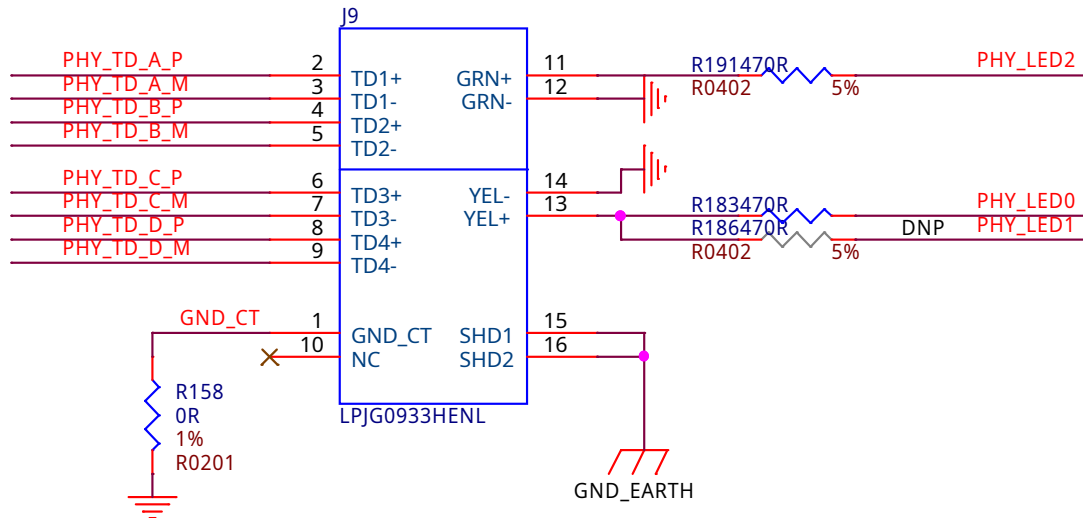 J9
PHY_TD_A_P 2 TD1+ GRN+ 11 R191 470R PHY_LED2
PHY_TD_A_M 3 TD1- GRN- 12 R0402 5%
PHY_TD_B_P 4 TD2+
PHY_TD_B_M 5 TD2-
PHY_TD_C_P 6 TD3+ YEL- 14
PHY_TD_C_M 7 TD3- YEL+ 13 R183 470R PHY_LED0
PHY_TD_D_P 8 TD4+ R186 470R DNP PHY_LED1
PHY_TD_D_M 9 TD4- R0402 5%
GND_CT 1 GND_CT SHD1 15
10 NC SHD2 16
LPJG0933HENL
R158
0R
1%
R0201
GND_EARTH